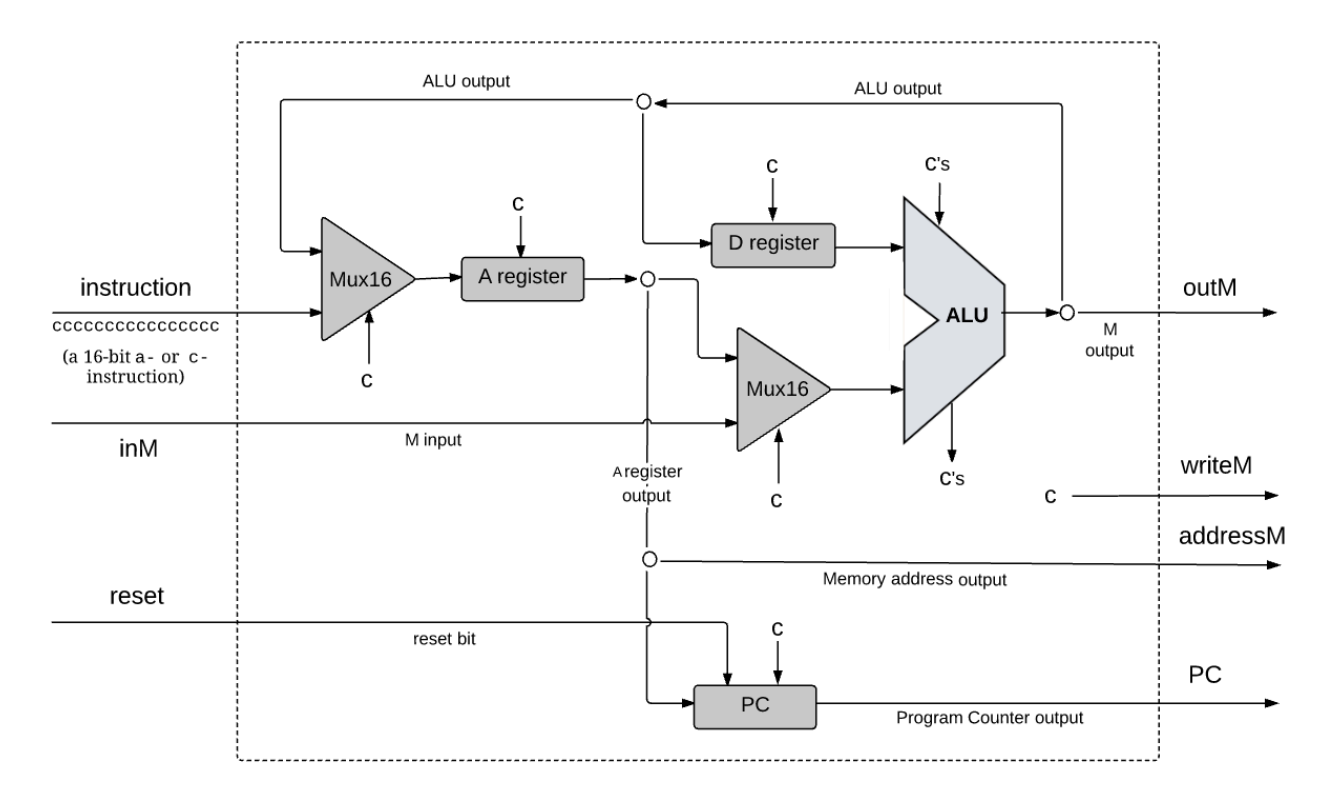 ALU output
ALU output
c
c's
c
D register
Mux16
A register
instruction
cccccccccccccccc
(a 16-bit a- or c-
instruction)
c
ALU
outM
M
output
Mux16
inM
M input
A register
output
c
c's
writeM
c
addressM
Memory address output
reset
reset bit
c
PC
PC
Program Counter output